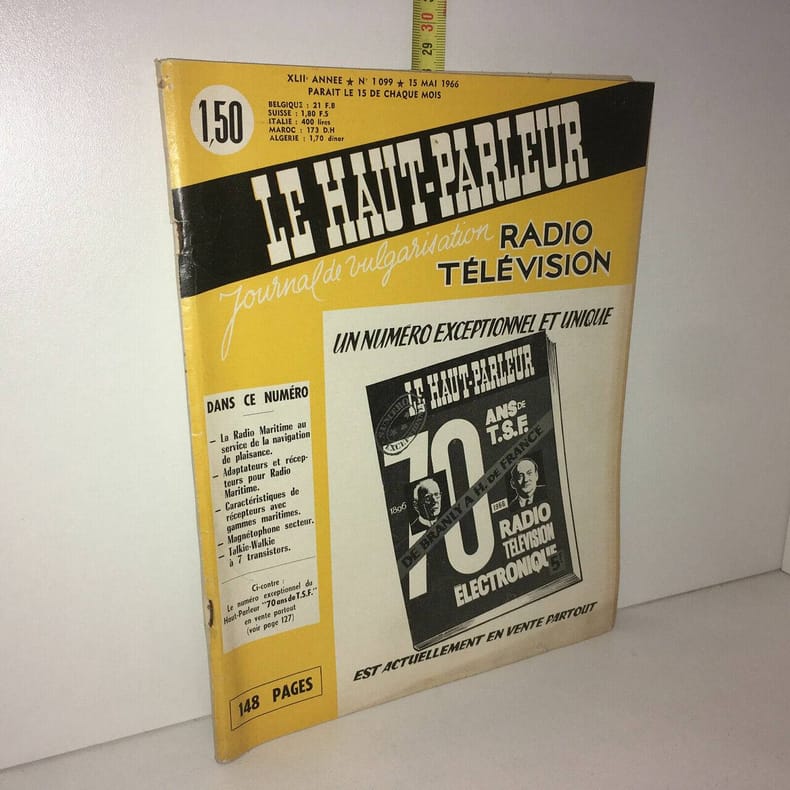 29 30
XLIIe ANNEE ★ N° 1 099 ★ 15 MAI 1966
PARAIT LE 15 DE CHAQUE MOIS
1,50
BELGIQUE : 21 F.B
SUISSE : 1,80 F.S
ITALIE : 400 lires
MAROC : 173 D.H
ALGERIE : 1,70 dinar
LE HAUT-PARLEUR
Journal de vulgarisation
RADIO
TÉLÉVISION
UN NUMERO EXCEPTIONNEL ET UNIQUE
DANS CE NUMÉRO
— La Radio Maritime au
service de la navigation
de plaisance.
— Adaptateurs et récep-
teurs pour Radio
Maritime.
— Caractéristiques de
récepteurs avec
gammes maritimes.
— Magnétophone secteur.
— Talkie-Walkie
à 7 transistors.
Ci-contre :
Le numéro exceptionnel du
Haut-Parleur "70 ans de T.S.F."
en vente partout
(voir page 127)
148 PAGES
LE HAUT-PARLEUR
NUMERO
70
ANS DE
T.S.F.
DE BRANLY A H. DE FRANCE
1896
1966
RADIO
TÉLÉVISION
ELECTRONIQUE
5
EST ACTUELLEMENT EN VENTE PARTOUT